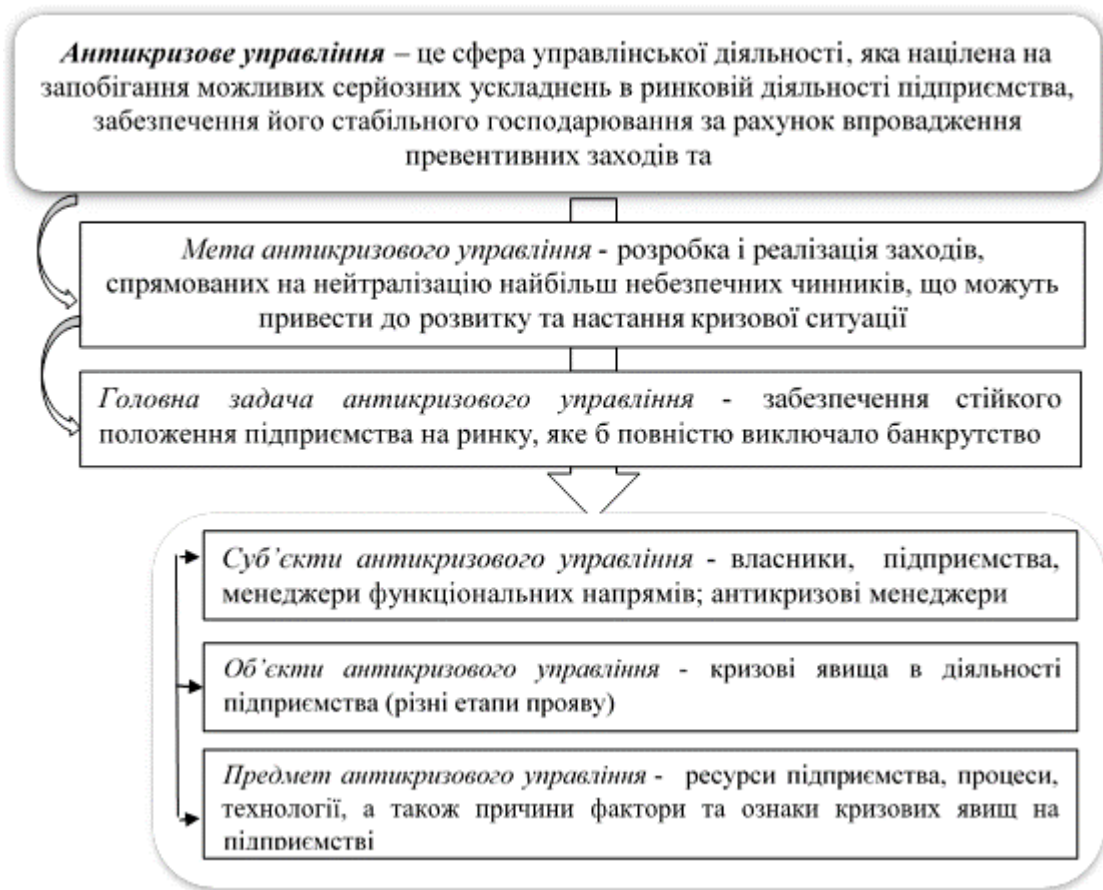 Антикризове управління – це сфера управлінської діяльності, яка націлена на
запобігання можливих серйозних ускладнень в ринковій діяльності підприємства,
забезпечення його стабільного господарювання за рахунок впровадження
превентивних заходів та
Мета антикризового управління - розробка і реалізація заходів,
спрямованих на нейтралізацію найбільш небезпечних чинників, що можуть
привести до розвитку та настання кризової ситуації
Головна задача антикризового управління - забезпечення стійкого
положення підприємства на ринку, яке б повністю виключало банкрутство
Суб’єкти антикризового управління - власники, підприємства,
менеджери функціональних напрямів; антикризові менеджери
Об’єкти антикризового управління - кризові явища в діяльності
підприємства (різні етапи прояву)
Предмет антикризового управління - ресурси підприємства, процеси,
технології, а також причини фактори та ознаки кризових явищ на
підприємстві